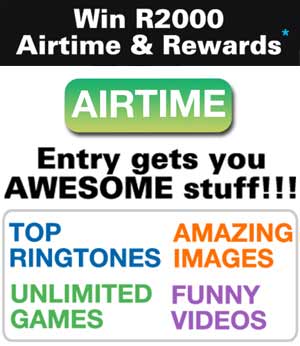 Win R2000
Airtime & Rewards*
AIRTIME
Entry gets you
AWESOME stuff!!!
TOP
RINGTONES
AMAZING
IMAGES
UNLIMITED
GAMES
FUNNY
VIDEOS